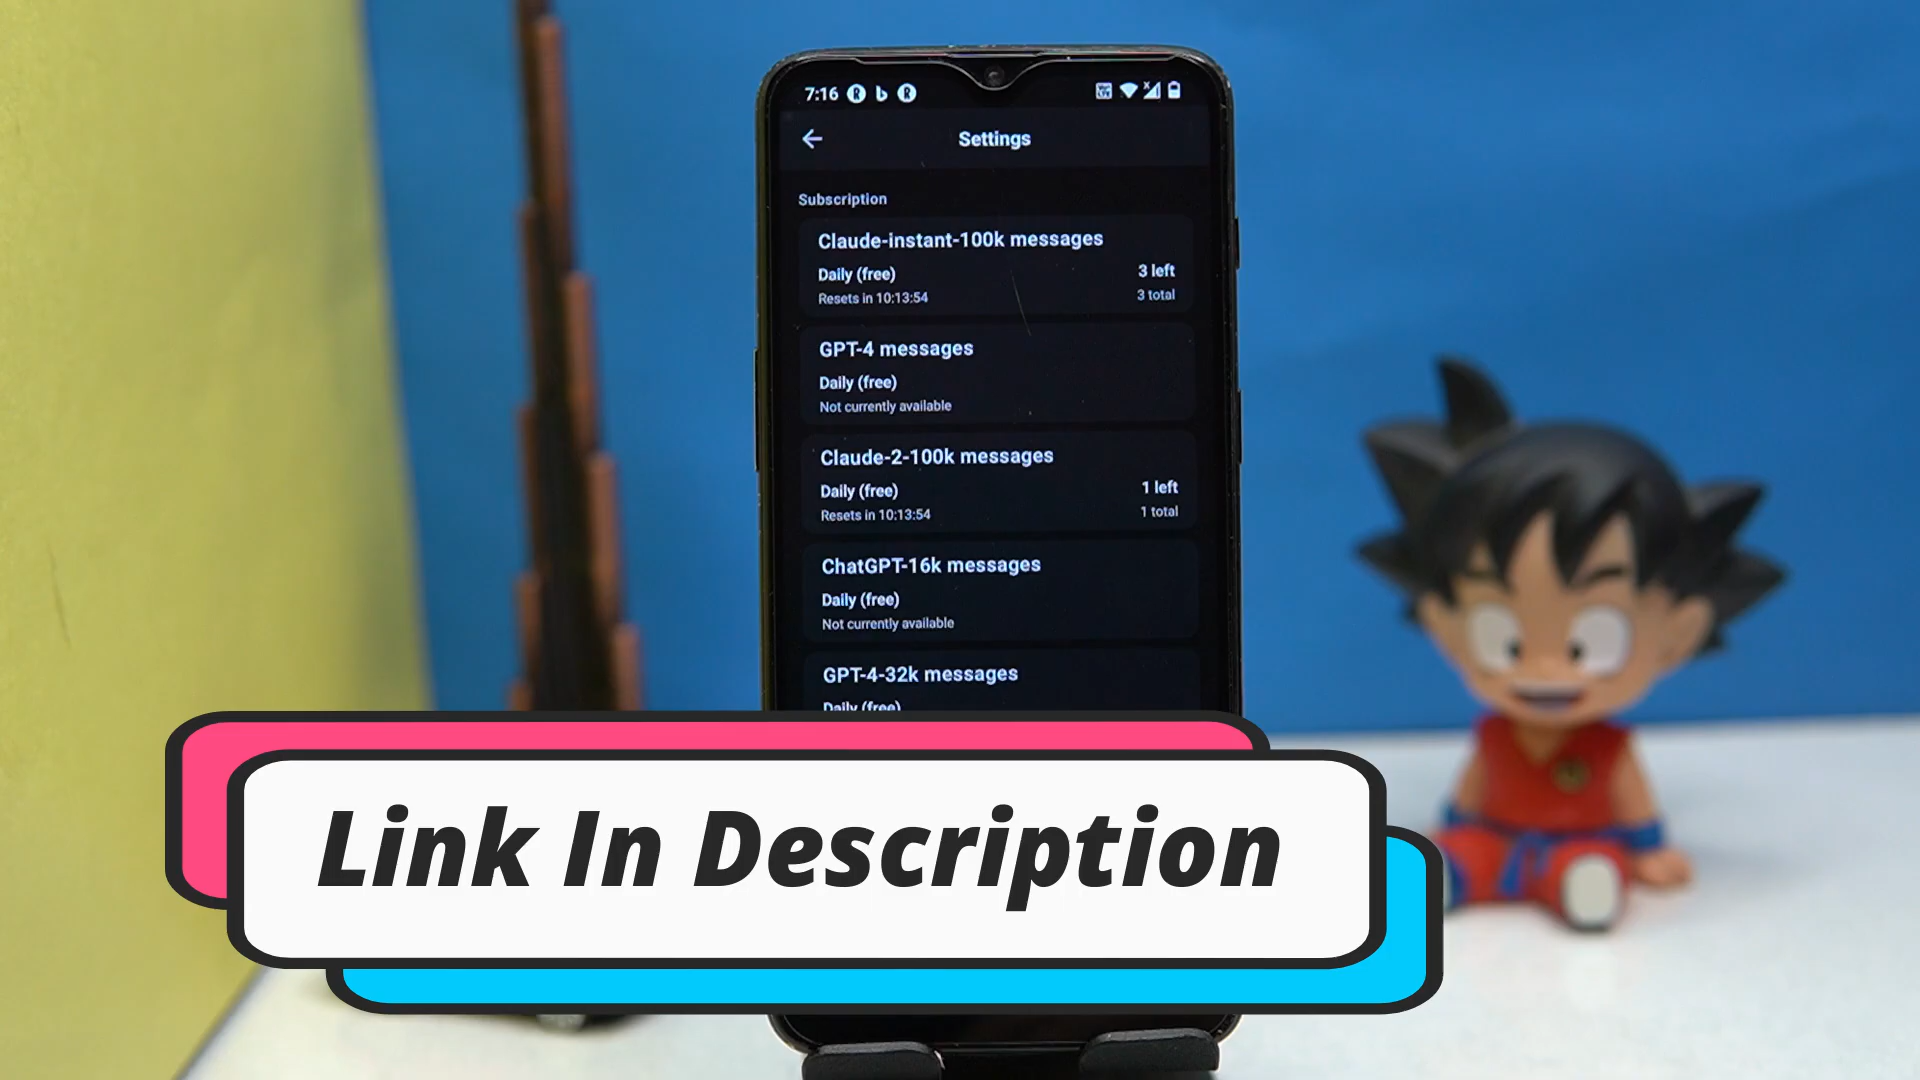 7:16
Settings
Subscription
Claude-instant-100k messages
Daily (free)
3 left
Resets in 10:13:54
3 total
GPT-4 messages
Daily (free)
Not currently available
Claude-2-100k messages
Daily (free)
1 left
Resets in 10:13:54
1 total
ChatGPT-16k messages
Daily (free)
Not currently available
GPT-4-32k messages
Daily (free)
Link In Description